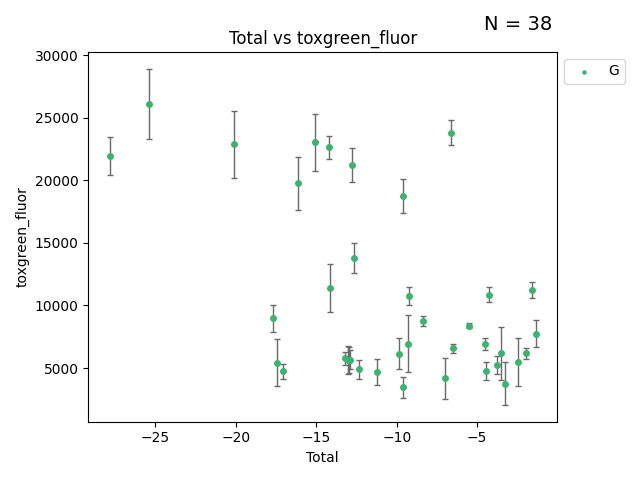 N = 38
Total vs toxgreen_fluor
G
30000
25000
20000
15000
10000
5000
toxgreen_fluor
−25
−20
−15
−10
−5
Total